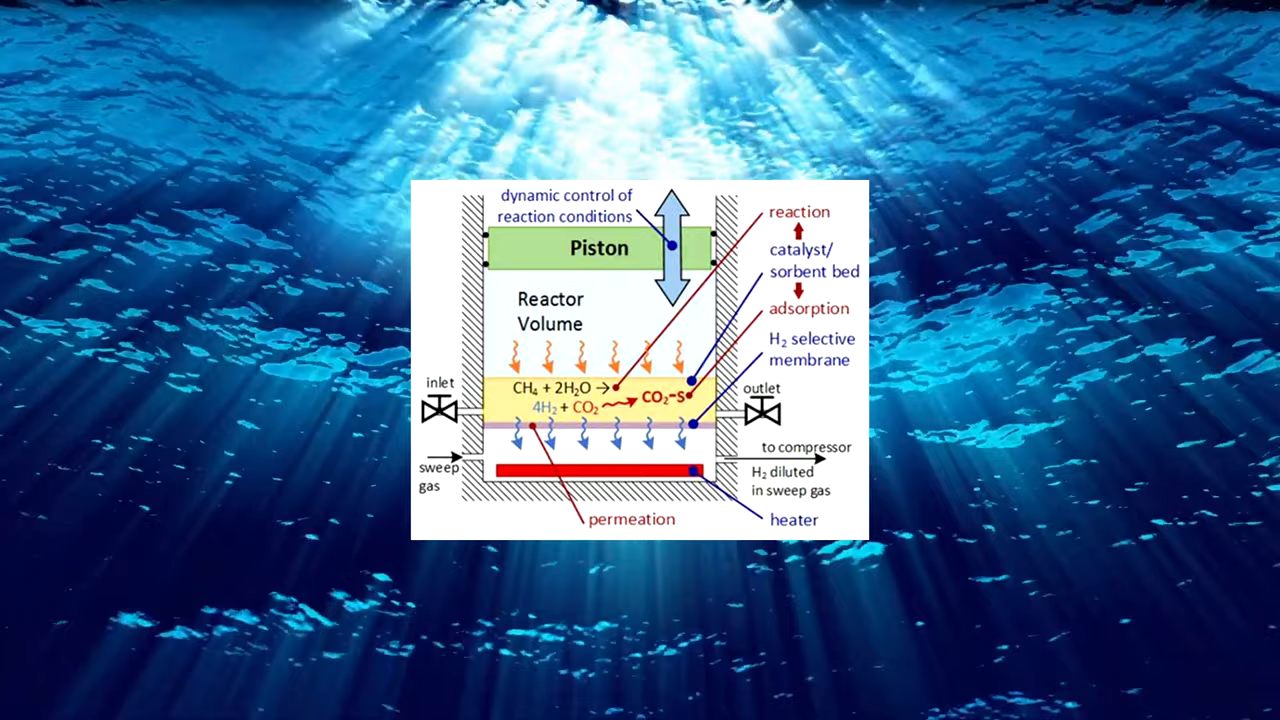 dynamic control of
reaction conditions
Piston
Reactor
Volume
reaction
catalyst/
sorbent bed
adsorption
H₂ selective
membrane
CH₄ + 2H₂O →
4H₂ + CO₂
CO₂-S
inlet
outlet
sweep
gas
to compressor
H₂ diluted
in sweep gas
permeation
heater